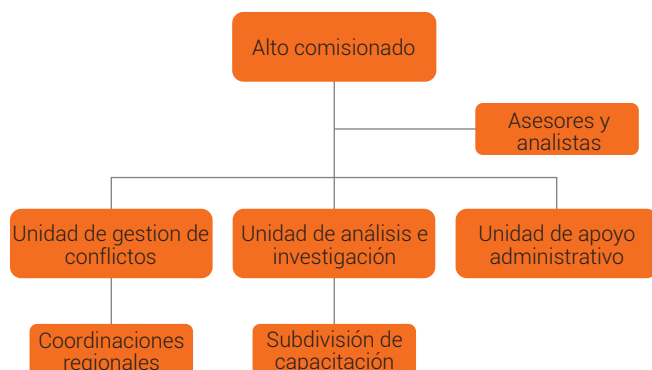 Alto comisionado
Asesores y
analistas
Unidad de gestion de
conflictos
Unidad de análisis e
investigación
Unidad de apoyo
administrativo
Coordinaciones
regionales
Subdivisión de
capacitación